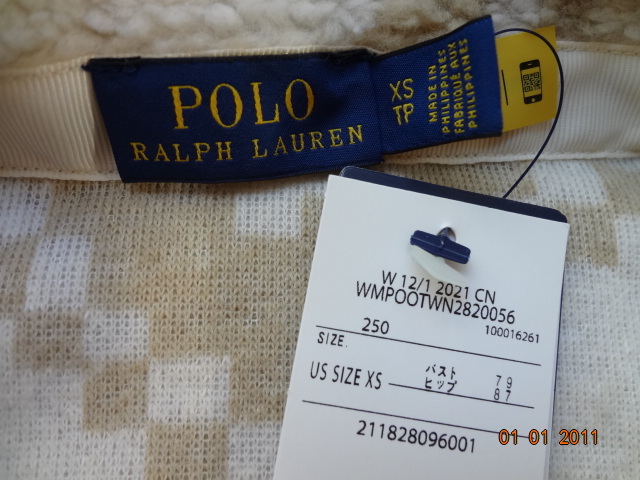 POLO
RALPH LAUREN
XS
TP
MADE IN
PHILIPPINES
FABRIQUÉ AUX
PHILIPPINES
W 12/1 2021 CN
WMPOOTWN2820056
250
100016261
SIZE.
US SIZE XS
バスト 79
ヒップ 87
211828096001
01 01 2011